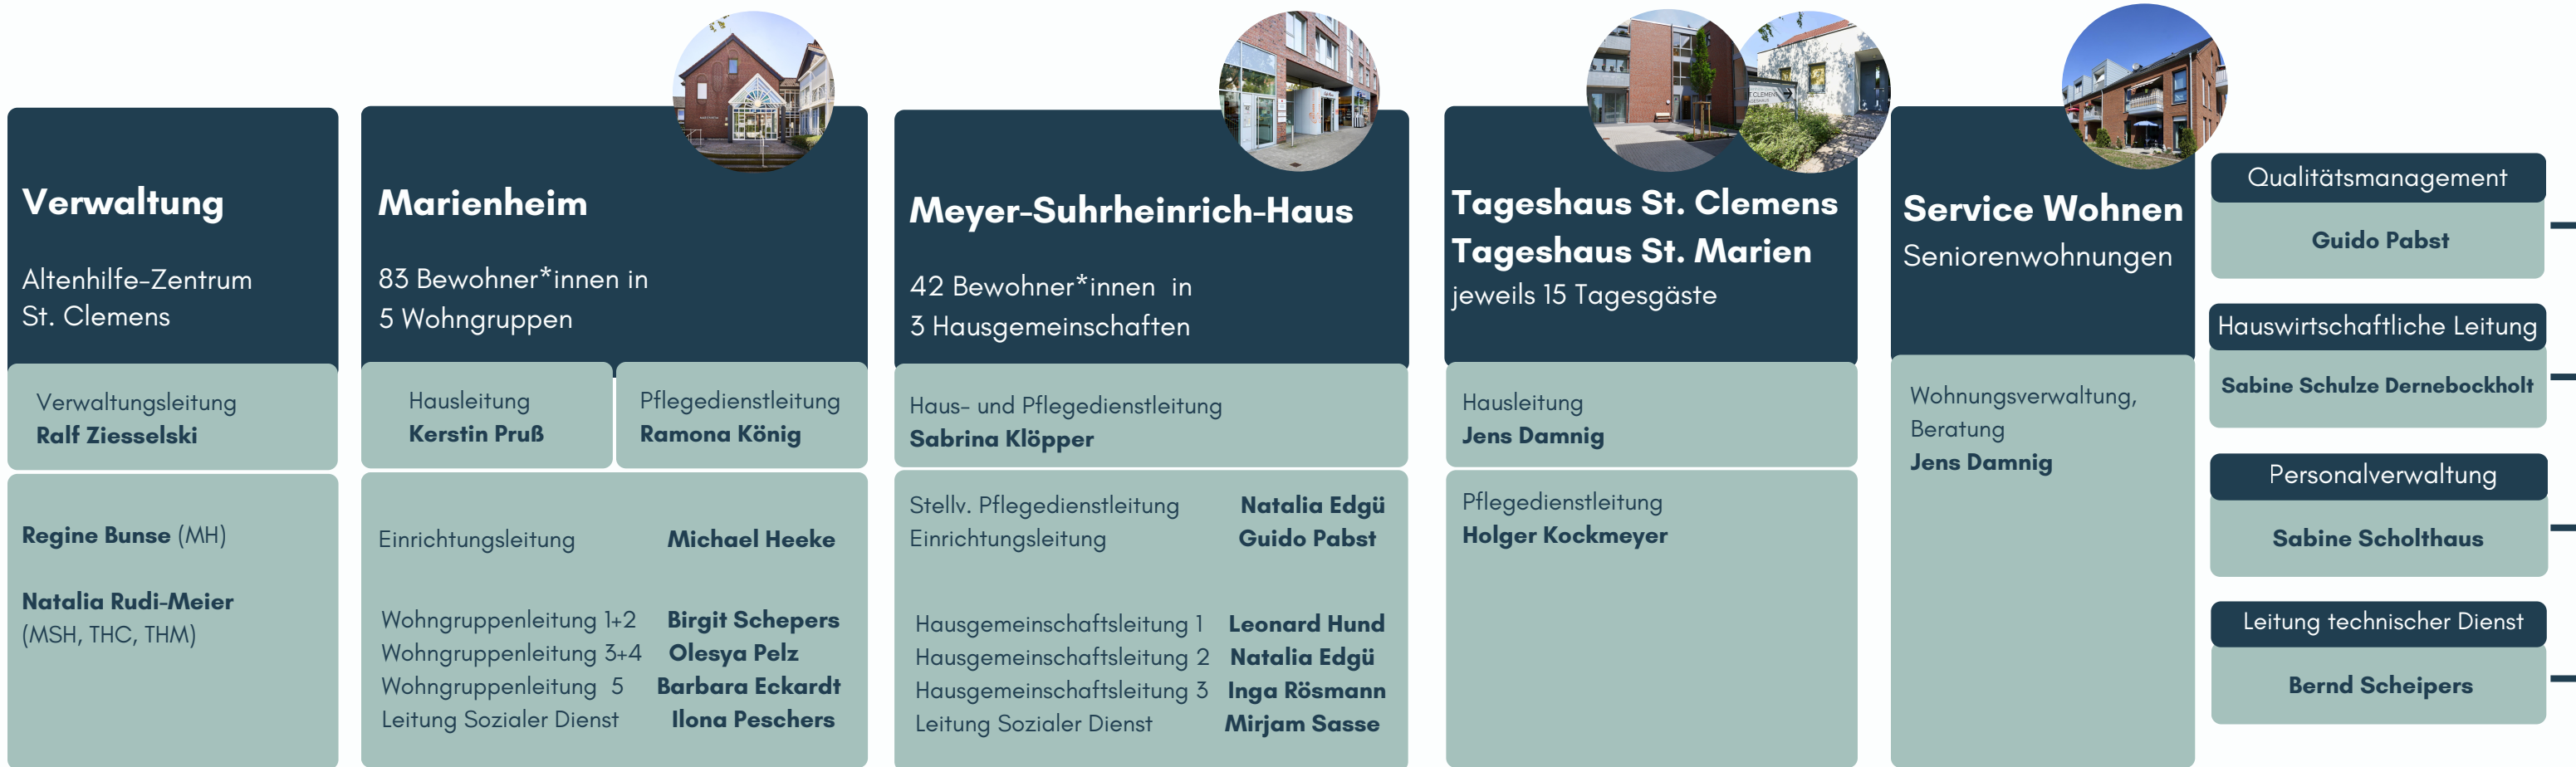 Verwaltung
Altenhilfe-Zentrum
St. Clemens
Verwaltungsleitung
Ralf Ziesselski
Regine Bunse (MH)
Natalia Rudi-Meier
(MSH, THC, THM)
Marienheim
83 Bewohner*innen in
5 Wohngruppen
Hausleitung
Kerstin Pruß
Pflegedienstleitung
Ramona König
Einrichtungsleitung Michael Heeke
Wohngruppenleitung 1+2 Birgit Schepers
Wohngruppenleitung 3+4 Olesya Pelz
Wohngruppenleitung 5 Barbara Eckardt
Leitung Sozialer Dienst Ilona Peschers
Meyer-Suhrheinrich-Haus
42 Bewohner*innen in
3 Hausgemeinschaften
Haus- und Pflegedienstleitung
Sabrina Klöpper
Stellv. Pflegedienstleitung Natalia Edgü
Einrichtungsleitung Guido Pabst
Hausgemeinschaftsleitung 1 Leonard Hund
Hausgemeinschaftsleitung 2 Natalia Edgü
Hausgemeinschaftsleitung 3 Inga Rösmann
Leitung Sozialer Dienst Mirjam Sasse
Tageshaus St. Clemens
Tageshaus St. Marien
jeweils 15 Tagesgäste
Hausleitung
Jens Damnig
Pflegedienstleitung
Holger Kockmeyer
Service Wohnen
Seniorenwohnungen
Wohnungsverwaltung,
Beratung
Jens Damnig
Qualitätsmanagement
Guido Pabst
Hauswirtschaftliche Leitung
Sabine Schulze Dernebockholt
Personalverwaltung
Sabine Scholthaus
Leitung technischer Dienst
Bernd Scheipers